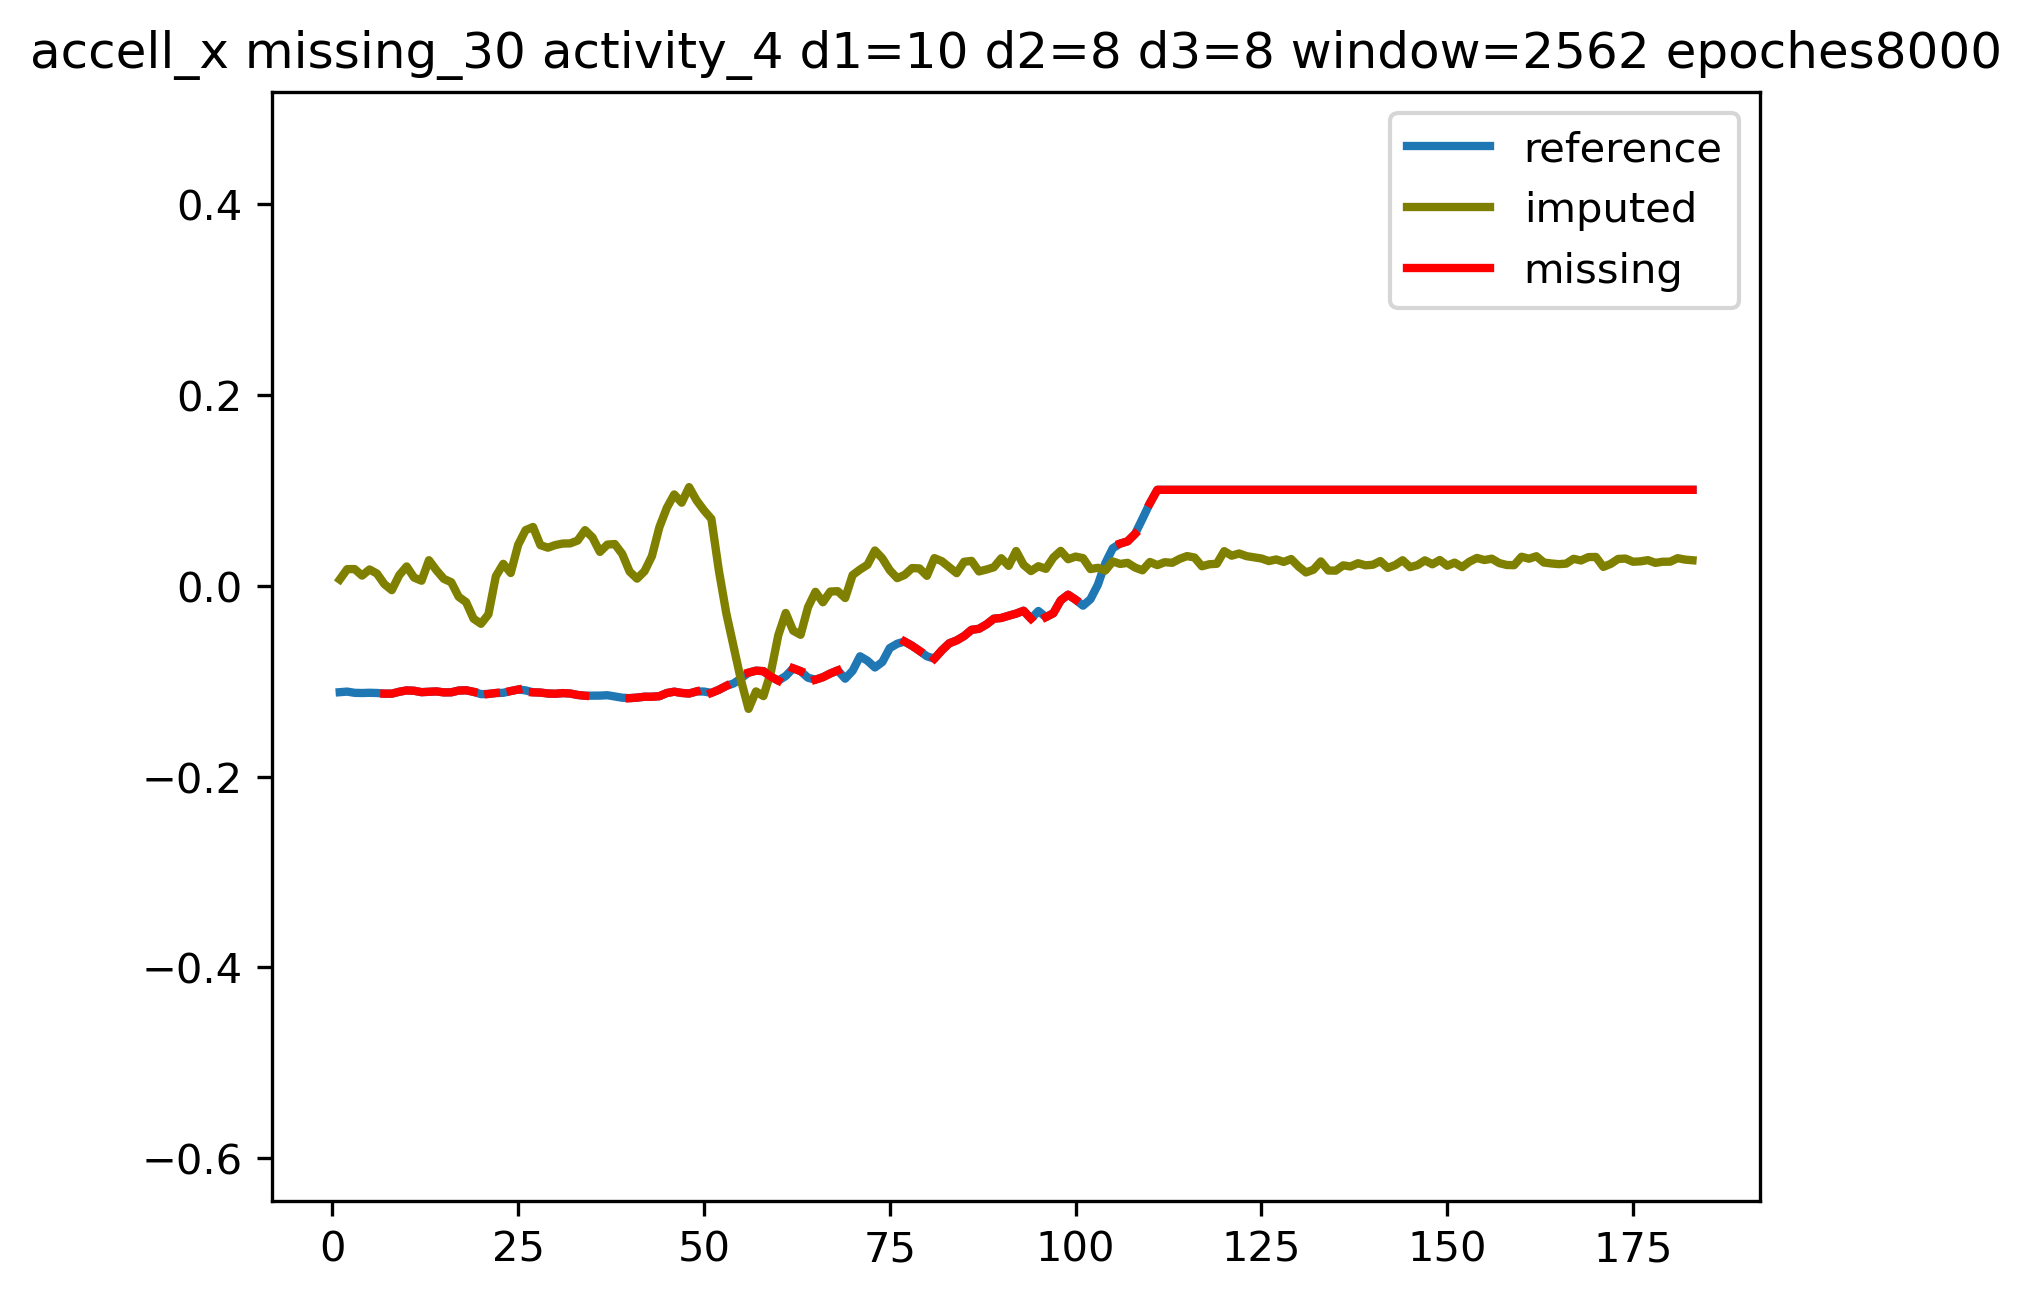 accell_x missing_30 activity_4 d1=10 d2=8 d3=8 window=2562 epoches8000
reference
imputed
missing
0.4
0.2
0.0
−0.2
−0.4
−0.6
0 25 50 75 100 125 150 175